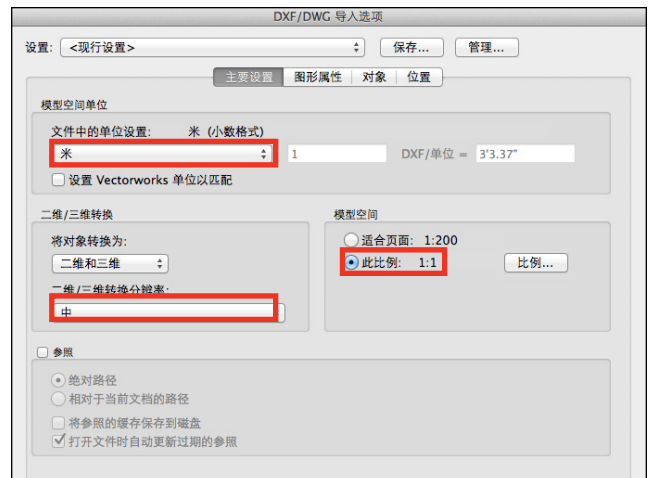 DXF/DWG 导入选项
设置: <现行设置> 保存... 管理...
主要设置 图形属性 对象 位置
模型空间单位
文件中的单位设置: 米 (小数格式)
米 1 DXF/单位 = 3'3.37"
设置 Vectorworks 单位以匹配
二维/三维转换
将对象转换为:
二维和三维
二维/三维转换分辨率:
中
模型空间
适合页面: 1:200
此比例: 1:1 比例...
参照
绝对路径
相对于当前文档的路径
将参照的缓存保存到磁盘
打开文件时自动更新过期的参照